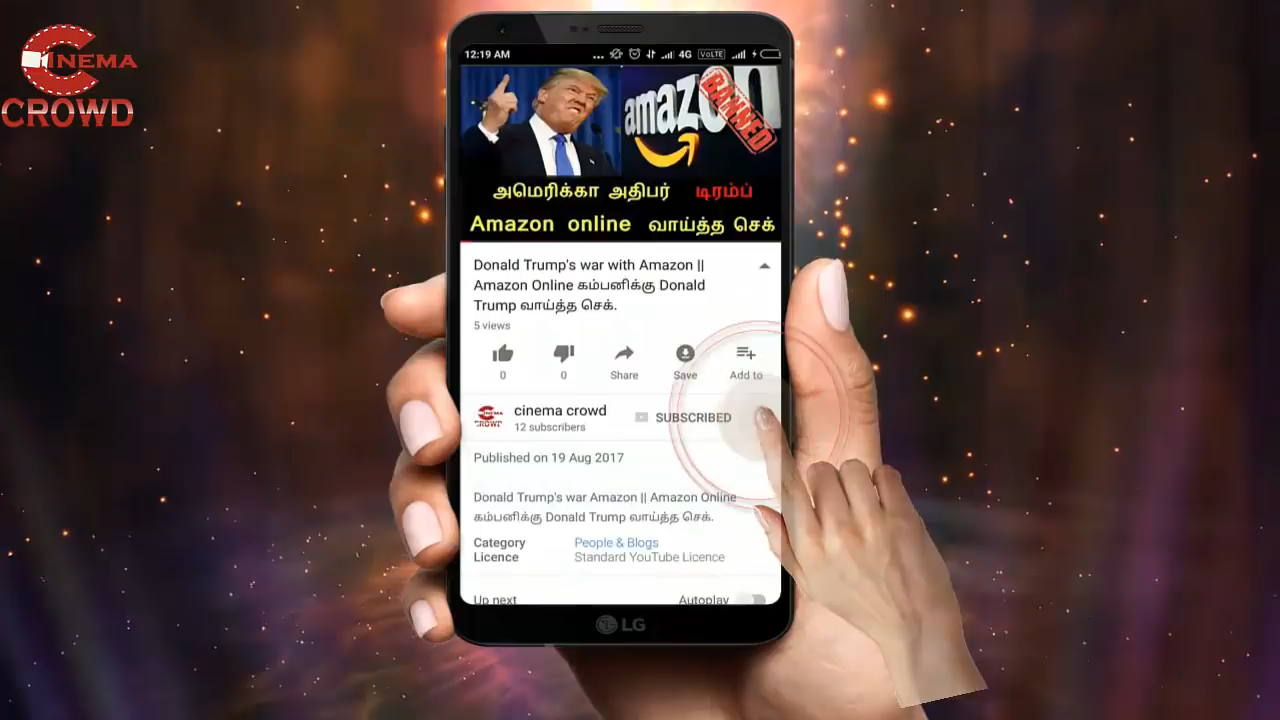 CINEMA
CROWD
12:19 AM
4G VoLTE
amazon
BANNED
அமெரிக்கா அதிபர் டிரம்ப்
Amazon online வாய்த்த செக்
Donald Trump's war with Amazon ||
Amazon Online கம்பனிக்கு Donald
Trump வாய்த்த செக்.
5 views
0 0 Share Save Add to
CINEMA
CROWD
cinema crowd
SUBSCRIBED
12 subscribers
Published on 19 Aug 2017
Donald Trump's war Amazon || Amazon Online
கம்பனிக்கு Donald Trump வாய்த்த செக்.
Category People & Blogs
Licence Standard YouTube Licence
Up next Autoplay
LG